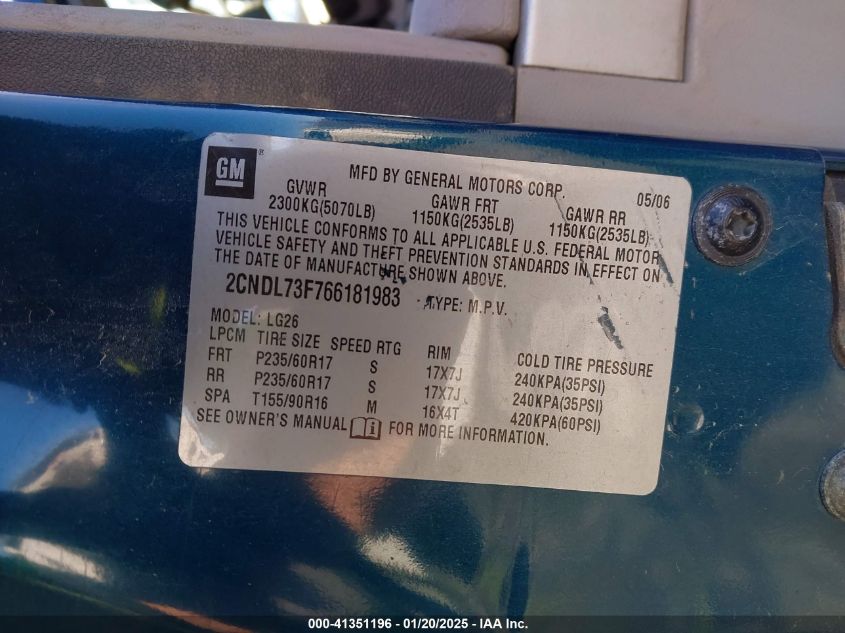 GM ®
MFD BY GENERAL MOTORS CORP. 05/06
GVWR GAWR FRT GAWR RR
2300KG(5070LB) 1150KG(2535LB) 1150KG(2535LB)
THIS VEHICLE CONFORMS TO ALL APPLICABLE U.S. FEDERAL MOTOR
VEHICLE SAFETY AND THEFT PREVENTION STANDARDS IN EFFECT ON
THE DATE OF MANUFACTURE SHOWN ABOVE.
2CNDL73F766181983 TYPE: M.P.V.
MODEL: LG26
LPCM TIRE SIZE SPEED RTG RIM COLD TIRE PRESSURE
FRT P235/60R17 S 17X7J 240KPA(35PSI)
RR P235/60R17 S 17X7J 240KPA(35PSI)
SPA T155/90R16 M 16X4T 420KPA(60PSI)
SEE OWNER'S MANUAL i FOR MORE INFORMATION.
000-41351196 - 01/20/2025 - IAA Inc.